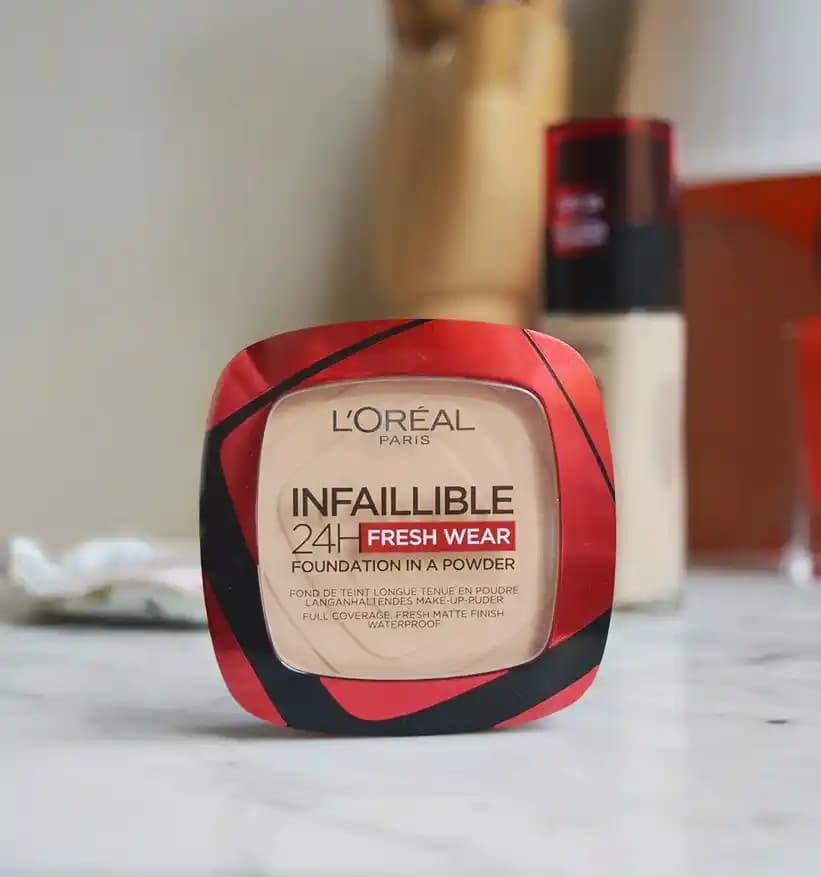 L'ORÉAL
PARIS
INFAILLIBLE
24H FRESH WEAR
FOUNDATION IN A POWDER
FOND DE TEINT LONGUE TENUE EN POUDRE
LANGANHALTENDES MAKE-UP-PUDER
FULL COVERAGE, FRESH MATTE FINISH
WATERPROOF